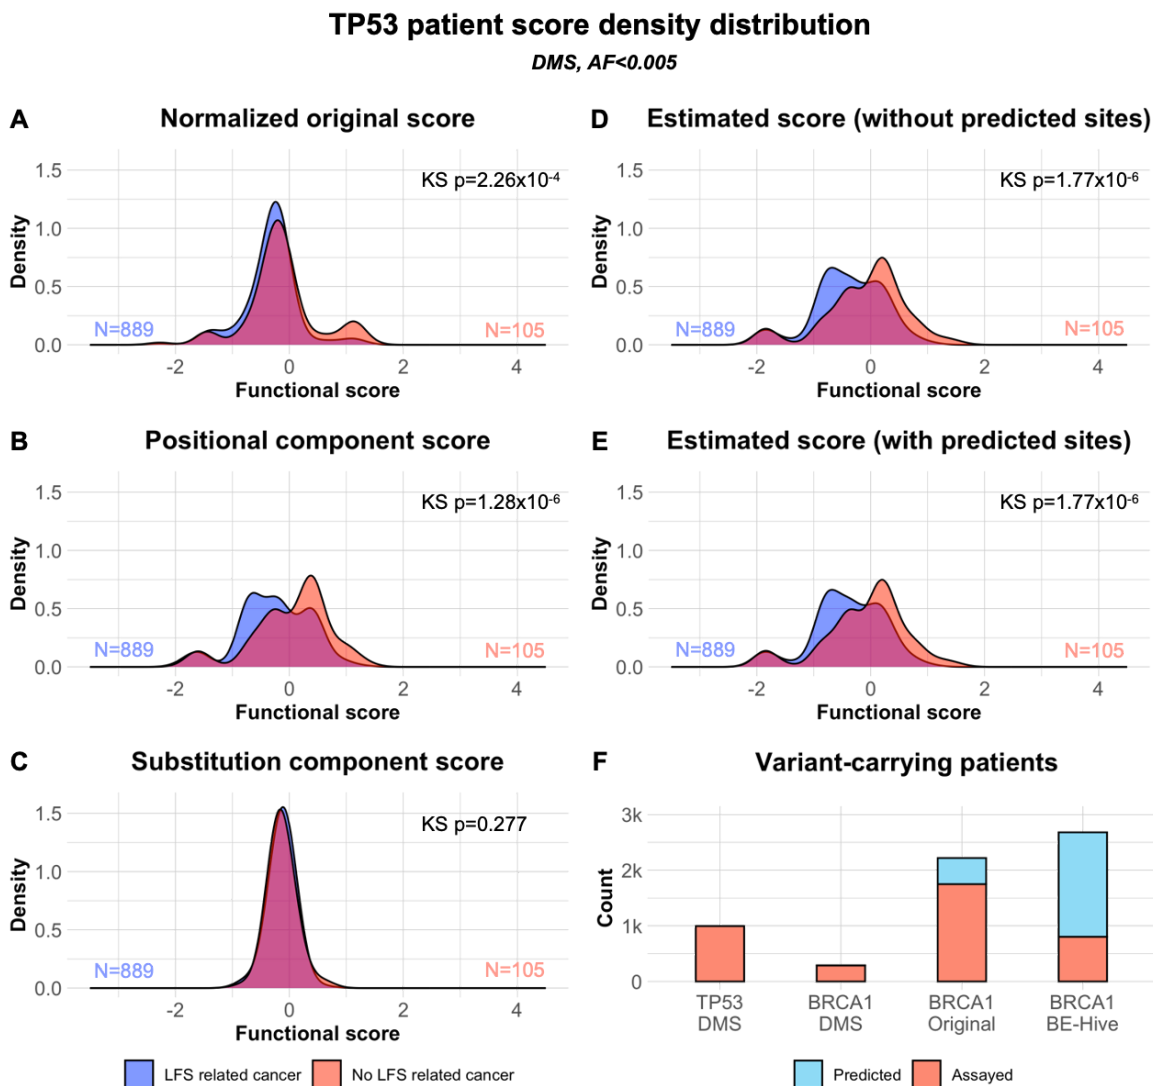 TP53 patient score density distribution
DMS, AF<0.005
A
Normalized original score
1.5
1.0
0.5
0.0
Density
KS p=2.26x10-4
N=889
N=105
-2
0
2
4
Functional score
B
Positional component score
1.5
1.0
0.5
0.0
Density
KS p=1.28x10-6
N=889
N=105
-2
0
2
4
Functional score
C
Substitution component score
1.5
1.0
0.5
0.0
Density
KS p=0.277
N=889
N=105
-2
0
2
4
Functional score
LFS related cancer
No LFS related cancer
D
Estimated score (without predicted sites)
1.5
1.0
0.5
0.0
Density
KS p=1.77x10-6
N=889
N=105
-2
0
2
4
Functional score
E
Estimated score (with predicted sites)
1.5
1.0
0.5
0.0
Density
KS p=1.77x10-6
N=889
N=105
-2
0
2
4
Functional score
F
Variant-carrying patients
3k
2k
1k
0
Count
TP53
DMS
BRCA1
DMS
BRCA1
Original
BRCA1
BE-Hive
Predicted
Assayed